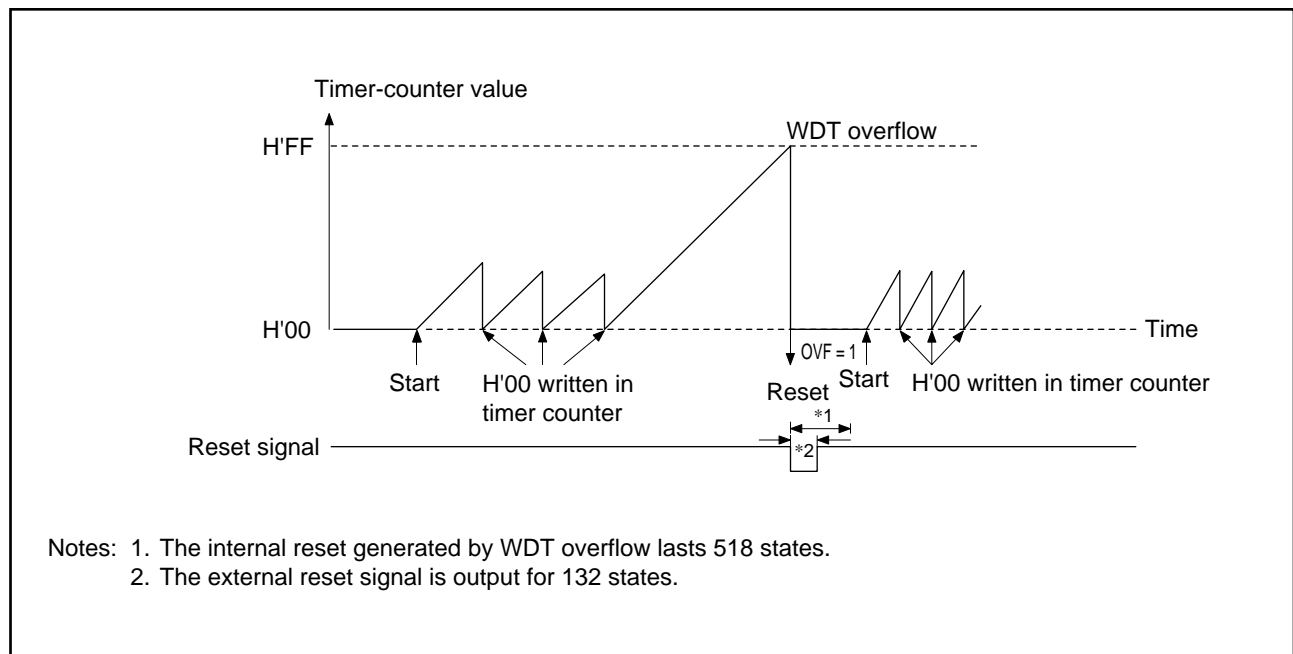 Timer-counter value
H'FF
WDT overflow
H'00
Time
OVF = 1
Start
H'00 written in
timer counter
Reset
Start
H'00 written in timer counter
*1
Reset signal
*2
Notes: 1. The internal reset generated by WDT overflow lasts 518 states.
2. The external reset signal is output for 132 states.